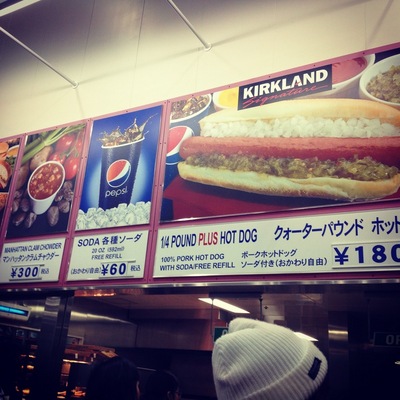 KIRKLAND
Signature
pepsi
MANHATTAN CLAM CHOWDER
マンハッタンクラムチャウダー
¥300 税込
SODA 各種ソーダ
20 OZ (592ml)
FREE REFILL
(おかわり/自由) ¥60 税込
1/4 POUND PLUS HOT DOG クォーターパウンド ホット
100% PORK HOT DOG ポークホットドッグ
WITH SODA/FREE REFILL ソーダ付き(おかわり自由)
¥180